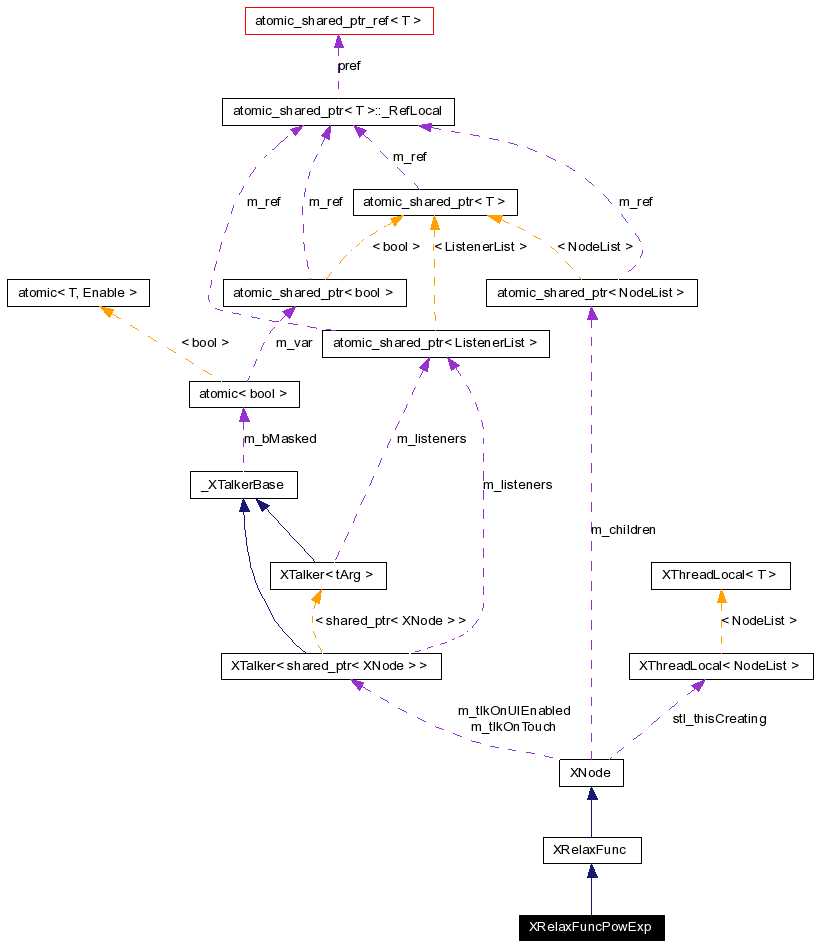 atomic_shared_ptr_ref< T >
pref
atomic_shared_ptr< T >::_RefLocal
m_ref
m_ref
m_ref
m_ref
atomic_shared_ptr< T >
< bool >
< ListenerList >
< NodeList >
atomic< T, Enable >
atomic_shared_ptr< bool >
atomic_shared_ptr< NodeList >
< bool >
m_var
atomic_shared_ptr< ListenerList >
atomic< bool >
m_bMasked
m_listeners
_XTalkerBase
m_listeners
m_children
XTalker< tArg >
XThreadLocal< T >
< shared_ptr< XNode > >
< NodeList >
XTalker< shared_ptr< XNode > >
XThreadLocal< NodeList >
m_tlkOnUIEnabled
m_tlkOnTouch
stl_thisCreating
XNode
XRelaxFunc
XRelaxFuncPowExp